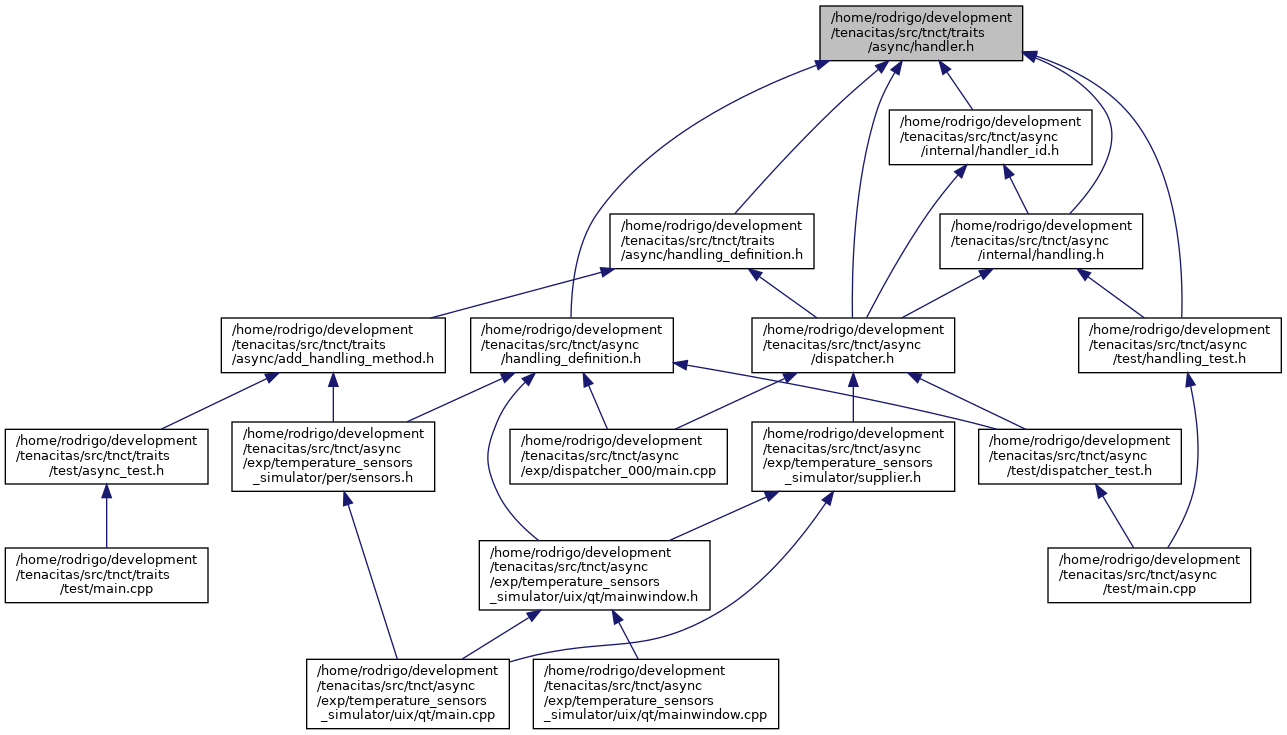 /home/rodrigo/development
/tenacitas/src/tnct/traits
/async/handler.h
/home/rodrigo/development
/tenacitas/src/tnct/async
/internal/handler_id.h
/home/rodrigo/development
/tenacitas/src/tnct/traits
/async/handling_definition.h
/home/rodrigo/development
/tenacitas/src/tnct/async
/internal/handling.h
/home/rodrigo/development
/tenacitas/src/tnct/traits
/async/add_handling_method.h
/home/rodrigo/development
/tenacitas/src/tnct/async
/handling_definition.h
/home/rodrigo/development
/tenacitas/src/tnct/async
/dispatcher.h
/home/rodrigo/development
/tenacitas/src/tnct/async
/test/handling_test.h
/home/rodrigo/development
/tenacitas/src/tnct/traits
/test/async_test.h
/home/rodrigo/development
/tenacitas/src/tnct/async
/exp/temperature_sensors
_simulator/per/sensors.h
/home/rodrigo/development
/tenacitas/src/tnct/async
/exp/dispatcher_000/main.cpp
/home/rodrigo/development
/tenacitas/src/tnct/async
/exp/temperature_sensors
_simulator/supplier.h
/home/rodrigo/development
/tenacitas/src/tnct/async
/test/dispatcher_test.h
/home/rodrigo/development
/tenacitas/src/tnct/traits
/test/main.cpp
/home/rodrigo/development
/tenacitas/src/tnct/async
/exp/temperature_sensors
_simulator/uix/qt/mainwindow.h
/home/rodrigo/development
/tenacitas/src/tnct/async
/test/main.cpp
/home/rodrigo/development
/tenacitas/src/tnct/async
/exp/temperature_sensors
_simulator/uix/qt/main.cpp
/home/rodrigo/development
/tenacitas/src/tnct/async
/exp/temperature_sensors
_simulator/uix/qt/mainwindow.cpp